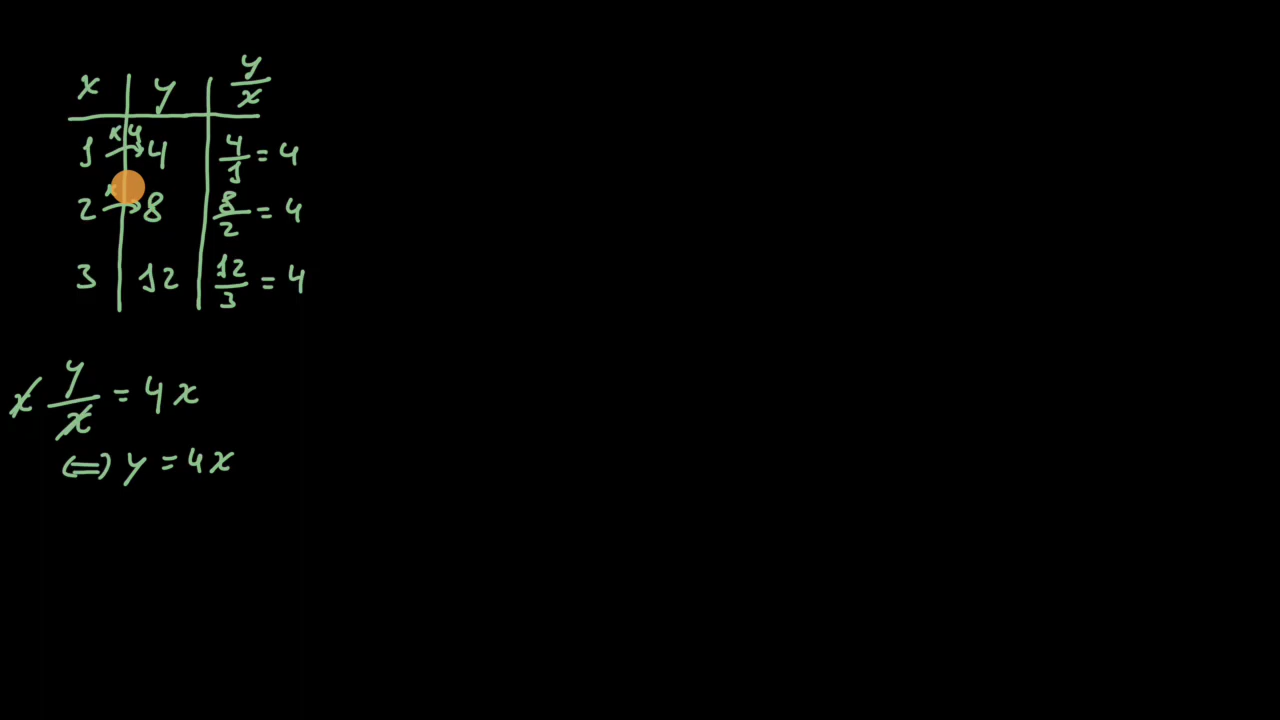 x y y/x
×4
1 4 4/1 = 4
×
2 8 8/2 = 4
3 12 12/3 = 4
x y/x = 4x
⟺ y = 4x